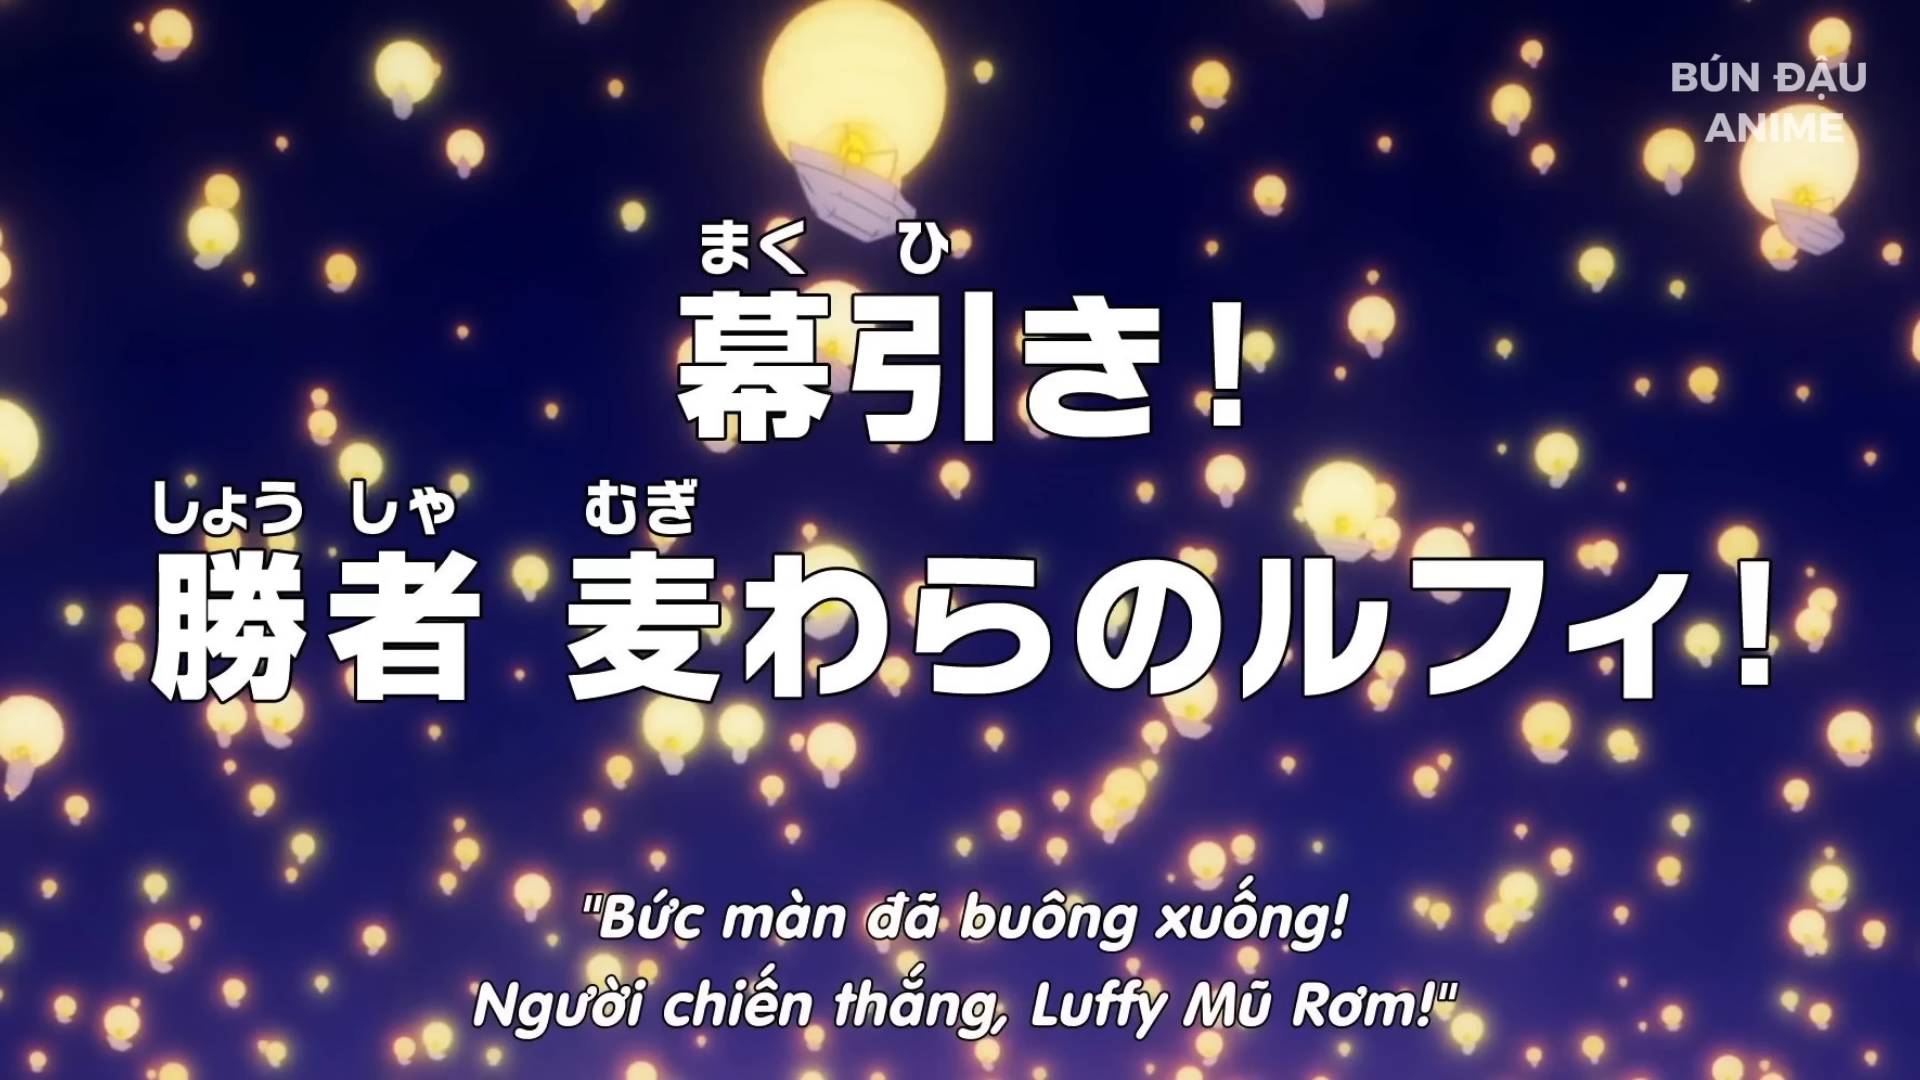 BÚN ĐẬU
ANIME
まく ひ
幕引き!
しょう しゃ むぎ
勝者 麦わらのルフィ!
"Bức màn đã buông xuống!
Người chiến thắng, Luffy Mũ Rơm!"